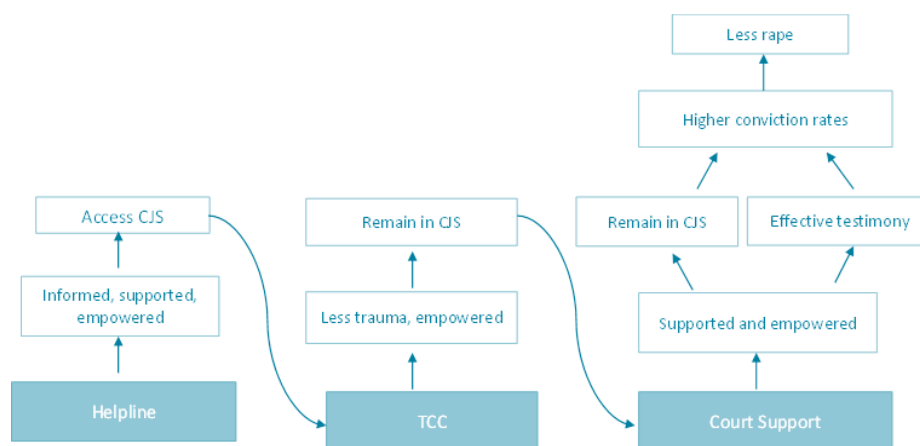 Less rape
Higher conviction rates
Access CJS
Remain in CJS
Remain in CJS
Effective testimony
Informed, supported,
empowered
Less trauma, empowered
Supported and empowered
Helpline
TCC
Court Support